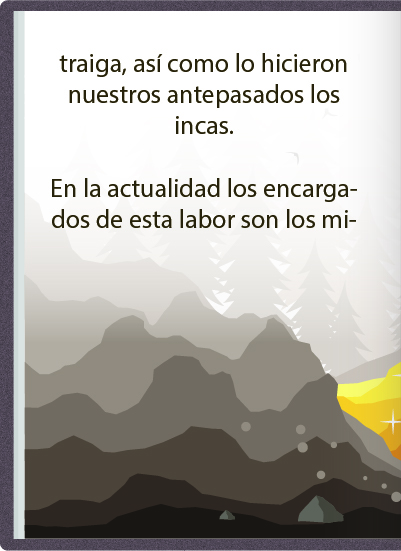 traiga, así como lo hicieron
nuestros antepasados los
incas.
En la actualidad los encarga-
dos de esta labor son los mi-